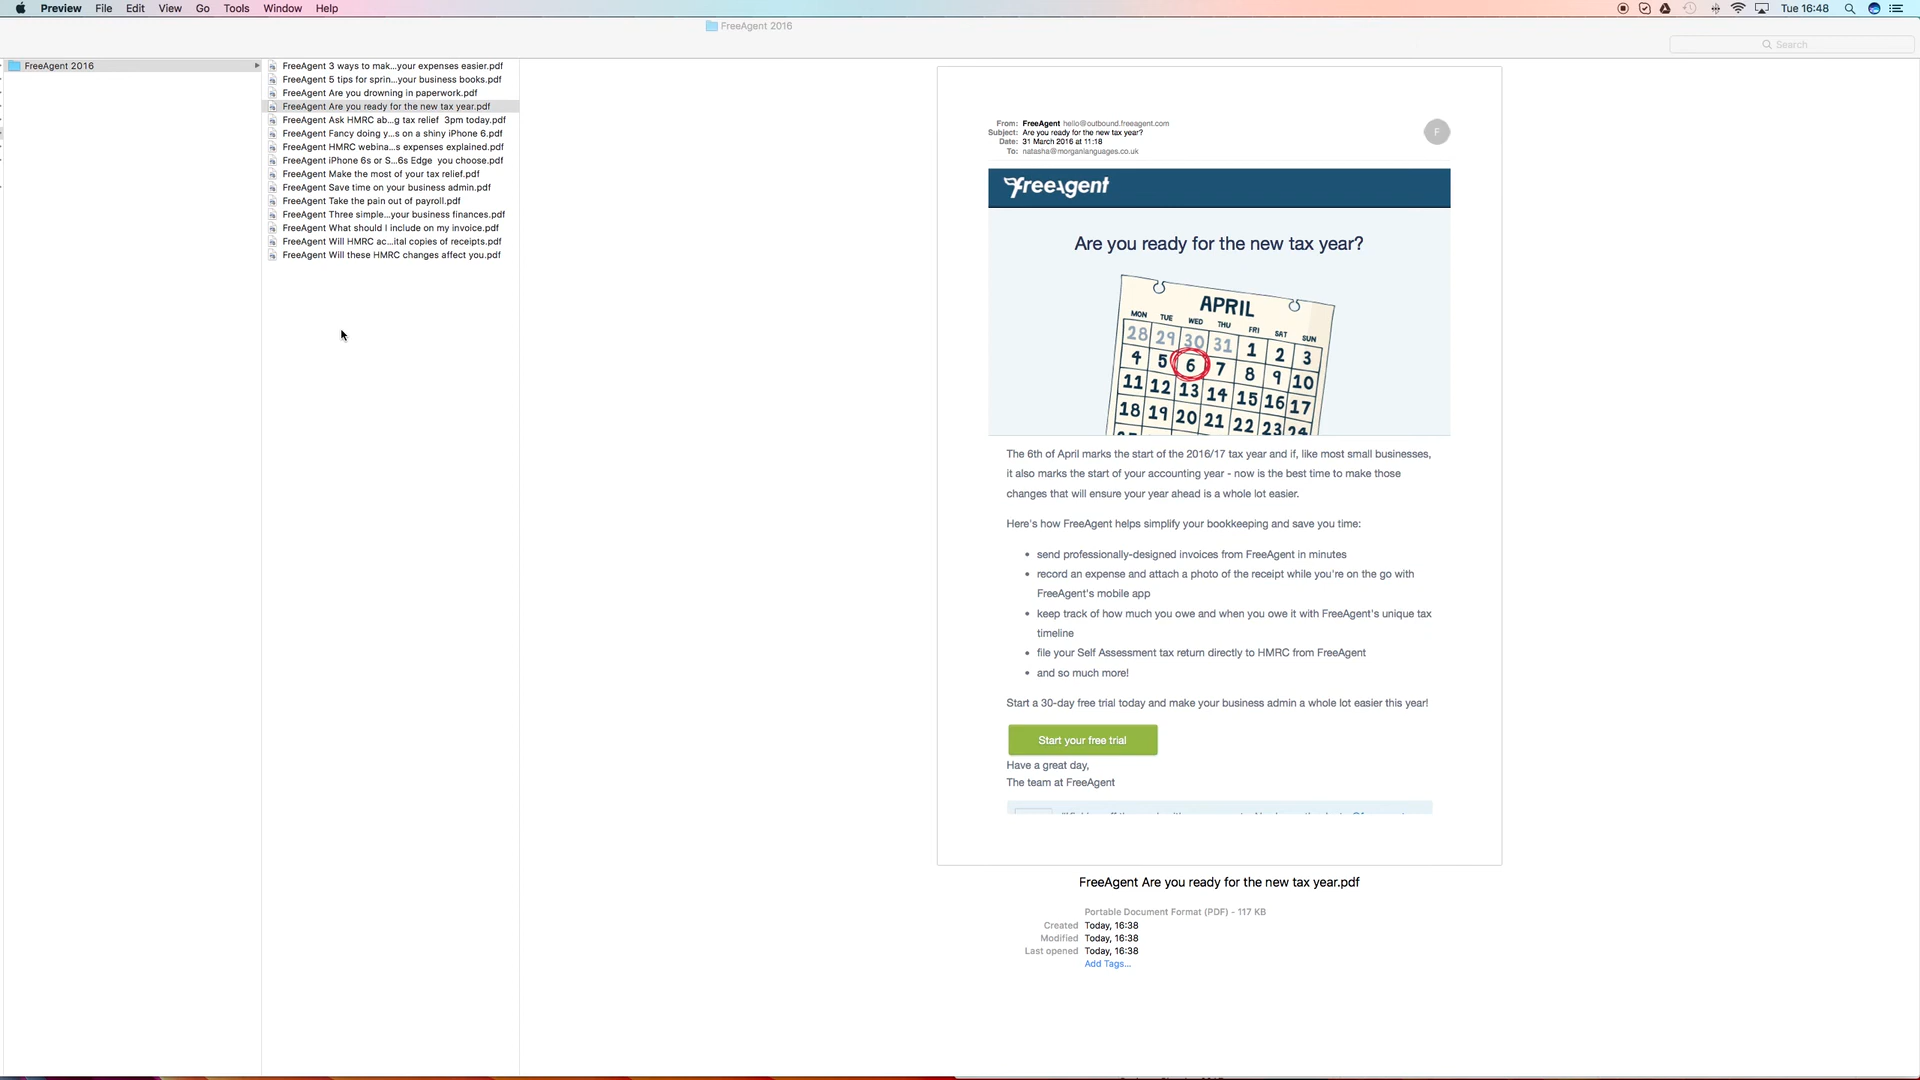 Preview File Edit View Go Tools Window Help
Tue 16:48
FreeAgent 2016
Search
FreeAgent 2016
FreeAgent 3 ways to mak...your expenses easier.pdf
FreeAgent 5 tips for sprin...your business books.pdf
FreeAgent Are you drowning in paperwork.pdf
FreeAgent Are you ready for the new tax year.pdf
FreeAgent Ask HMRC ab...g tax relief 3pm today.pdf
FreeAgent Fancy doing y...s on a shiny iPhone 6.pdf
FreeAgent HMRC webina...s expenses explained.pdf
FreeAgent iPhone 6s or S...6s Edge you choose.pdf
FreeAgent Make the most of your tax relief.pdf
FreeAgent Save time on your business admin.pdf
FreeAgent Take the pain out of payroll.pdf
FreeAgent Three simple...your business finances.pdf
FreeAgent What should I include on my invoice.pdf
FreeAgent Will HMRC ac...ital copies of receipts.pdf
FreeAgent Will these HMRC changes affect you.pdf
From: FreeAgent hello@outbound.freeagent.com
Subject: Are you ready for the new tax year?
Date: 31 March 2016 at 11:18
To: natasha@morganlanguages.co.uk
F
freeagent
Are you ready for the new tax year?
APRIL
MON TUE WED THU FRI SAT SUN
28 29 30 31 1 2 3
4 5 6 7 8 9 10
11 12 13 14 15 16 17
18 19 20 21 22 23 24
The 6th of April marks the start of the 2016/17 tax year and if, like most small businesses,
it also marks the start of your accounting year - now is the best time to make those
changes that will ensure your year ahead is a whole lot easier.
Here's how FreeAgent helps simplify your bookkeeping and save you time:
• send professionally-designed invoices from FreeAgent in minutes
• record an expense and attach a photo of the receipt while you're on the go with
FreeAgent's mobile app
• keep track of how much you owe and when you owe it with FreeAgent's unique tax
timeline
• file your Self Assessment tax return directly to HMRC from FreeAgent
• and so much more!
Start a 30-day free trial today and make your business admin a whole lot easier this year!
Start your free trial
Have a great day,
The team at FreeAgent
FreeAgent Are you ready for the new tax year.pdf
Portable Document Format (PDF) - 117 KB
Created Today, 16:38
Modified Today, 16:38
Last opened Today, 16:38
Add Tags...